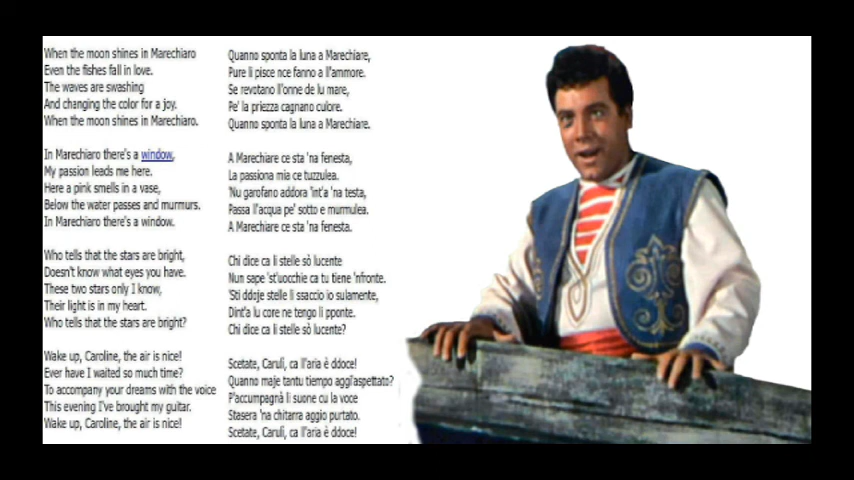 When the moon shines in Marechiaro
Even the fishes fall in love.
The waves are swashing
And changing the color for a joy.
When the moon shines in Marechiaro.
In Marechiaro there's a window,
My passion leads me here.
Here a pink smells in a vase,
Below the water passes and murmurs.
In Marechiaro there's a window.
Who tells that the stars are bright,
Doesn't know what eyes you have.
These two stars only I know,
Their light is in my heart.
Who tells that the stars are bright?
Wake up, Caroline, the air is nice!
Ever have I waited so much time?
To accompany your dreams with the voice
This evening I've brought my guitar.
Wake up, Caroline, the air is nice!
Quanno sponta la luna a Marechiare,
Pure li pisce nce fanno a ll'ammore.
Se revotano ll'onne de lu mare,
Pe' la priezza cagnano culore.
Quanno sponta la luna a Marechiare.
A Marechiare ce sta 'na fenesta,
La passiona mia ce tuzzulea.
'Nu garofano addora 'int'a 'na testa,
Passa ll'acqua pe' sotto e murmulea.
A Marechiare ce sta 'na fenesta.
Chi dice ca li stelle sò lucente
Nun sape 'st'uocchie ca tu tiene 'nfronte.
'Sti ddoje stelle li ssaccio io sulamente,
Dint'a lu core ne tengo li pponte.
Chi dice ca li stelle sò lucente?
Scetate, Carulì, ca ll'aria è ddoce!
Quanno maje tantu tiempo aggi'aspettato?
P'accumpagnà li suone cu la voce
Stasera 'na chitarra aggio purtato.
Scetate, Carulì, ca ll'aria è ddoce!